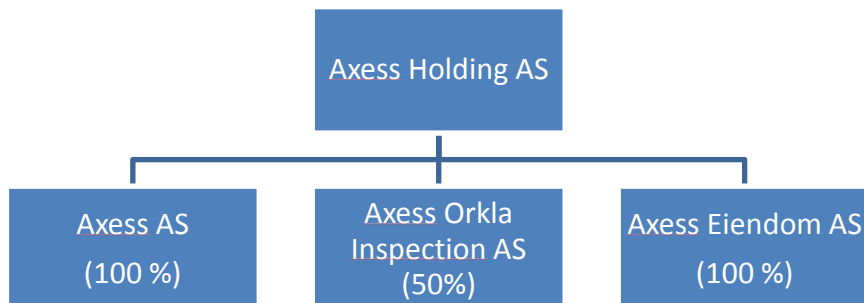 Axess Holding AS
Axess AS
(100 %)
Axess Orkla
Inspection AS
(50%)
Axess Eiendom AS
(100 %)